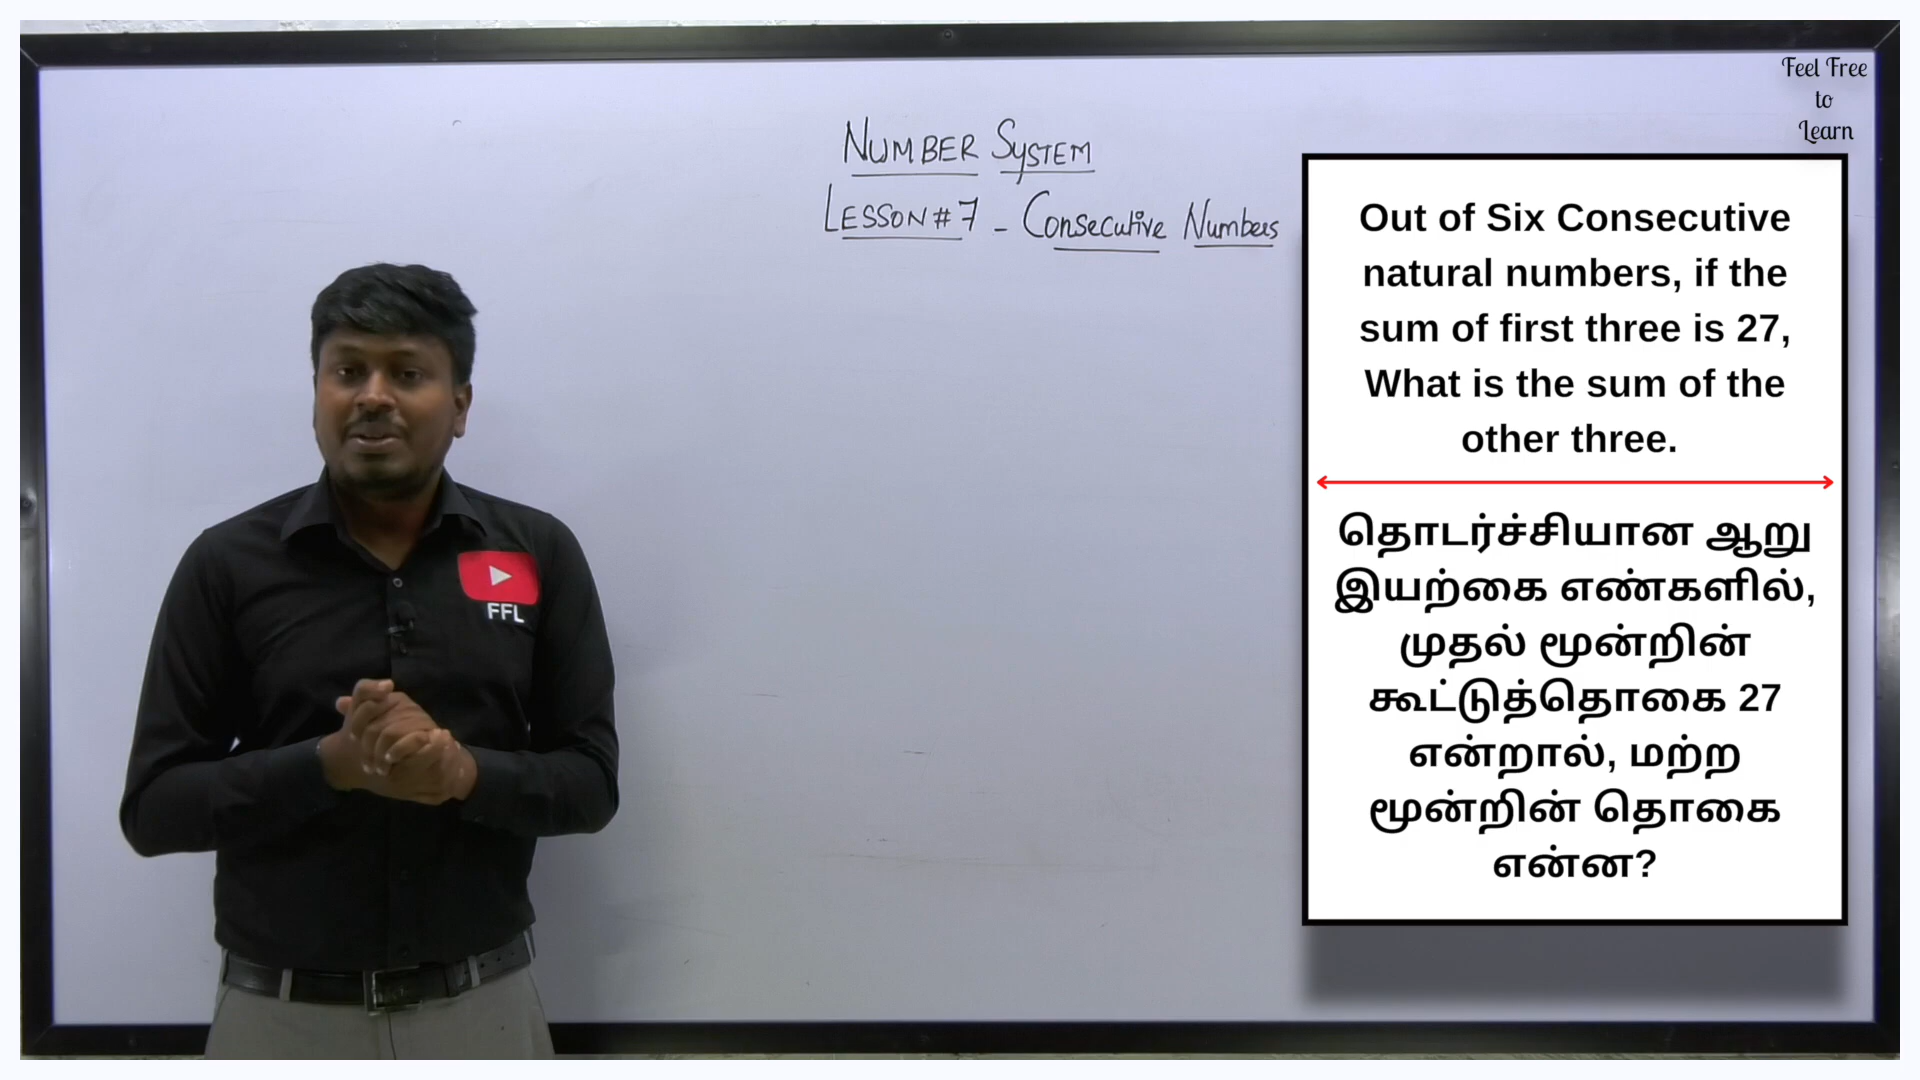 Feel Free
to
Learn
NUMBER SYSTEM
LESSON # 7 - Consecutive Numbers
Out of Six Consecutive
natural numbers, if the
sum of first three is 27,
What is the sum of the
other three.
தொடர்ச்சியான ஆறு
இயற்கை எண்களில்,
முதல் மூன்றின்
கூட்டுத்தொகை 27
என்றால், மற்ற
மூன்றின் தொகை
என்ன?
FFL